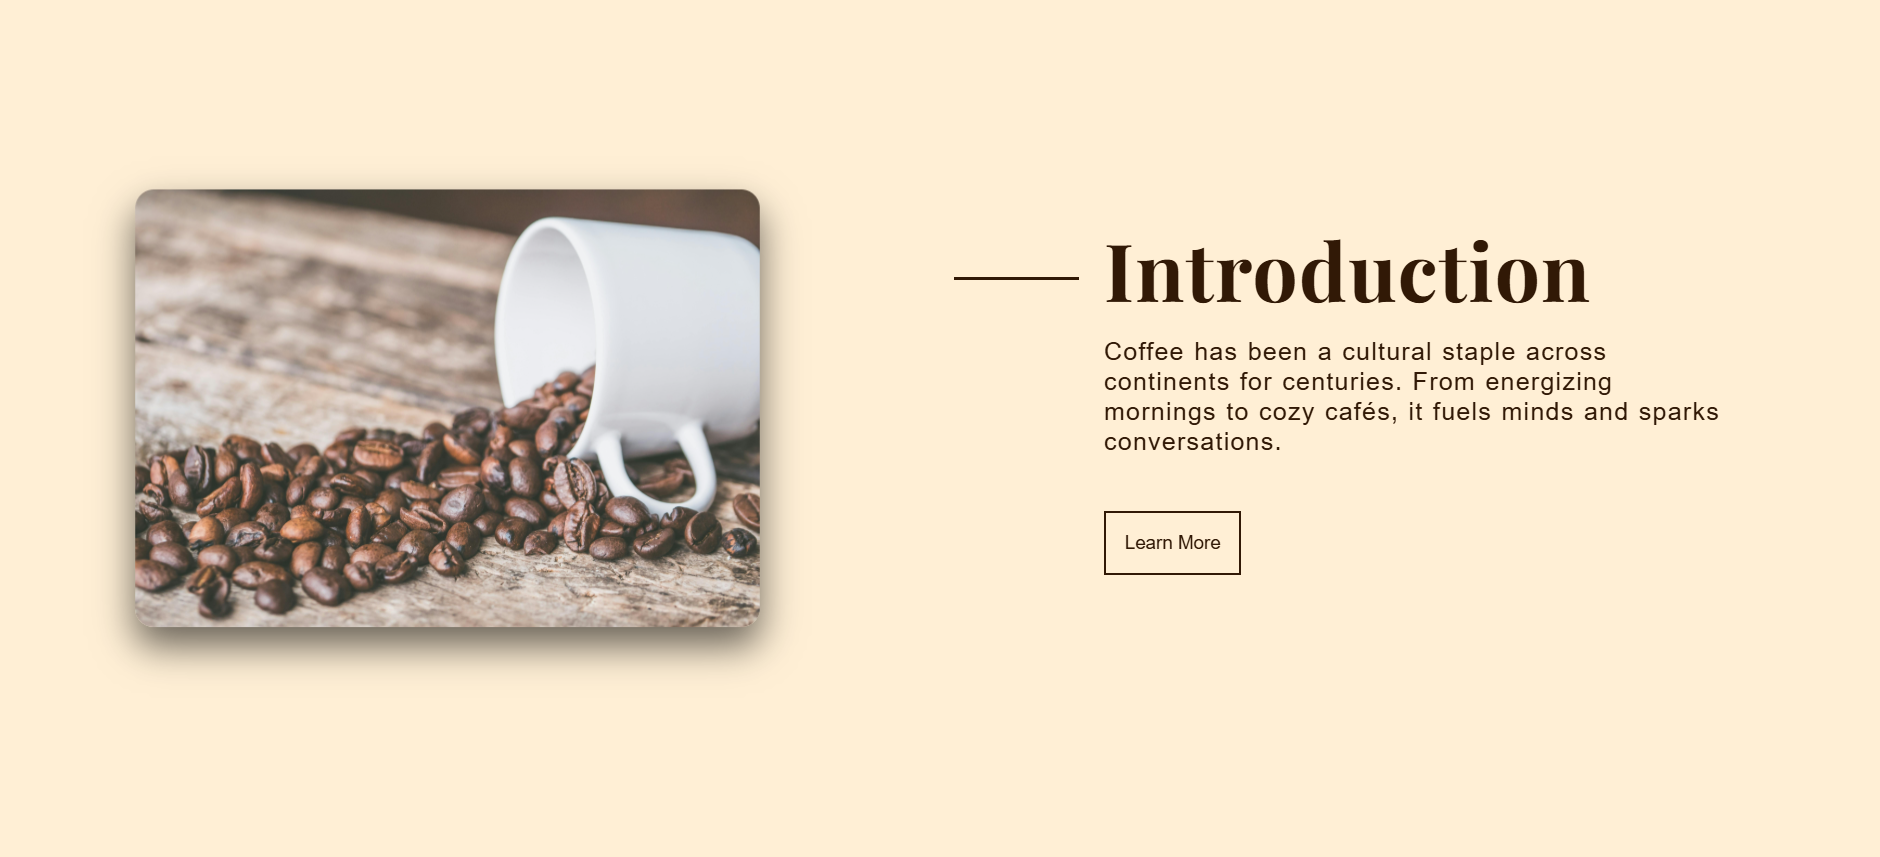 Introduction
Coffee has been a cultural staple across
continents for centuries. From energizing
mornings to cozy cafés, it fuels minds and sparks
conversations.
Learn More